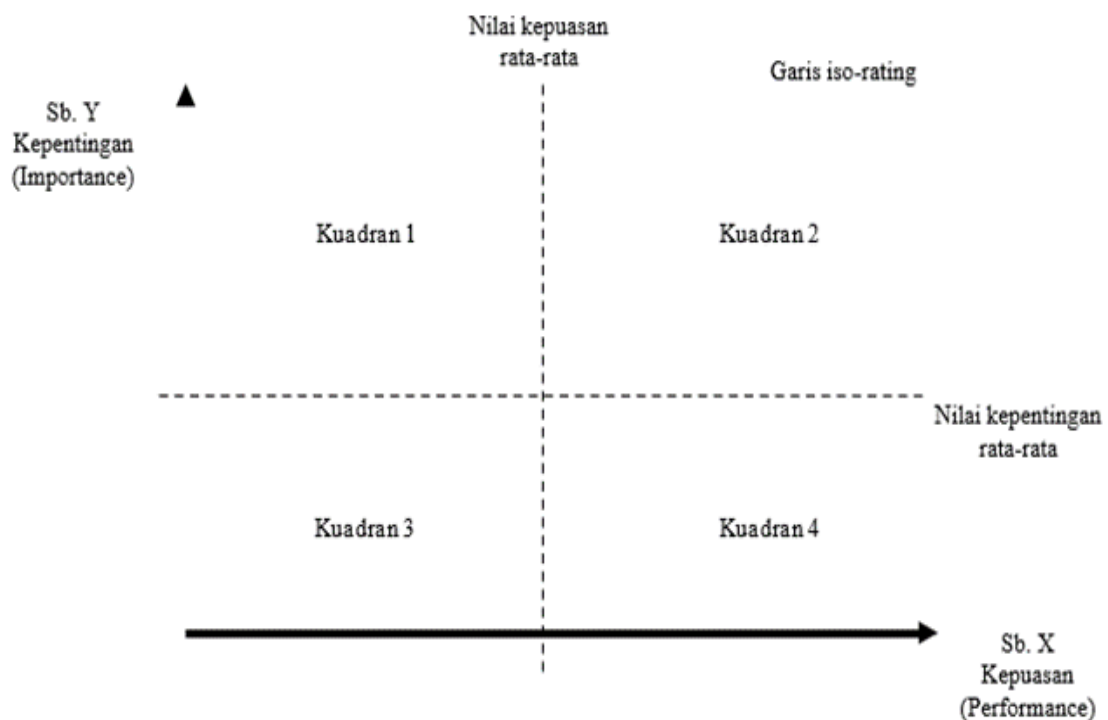 Nilai kepuasan
rata-rata
Garis iso-rating
Sb. Y
Kepentingan
(Importance)
Kuadran 1
Kuadran 2
Nilai kepentingan
rata-rata
Kuadran 3
Kuadran 4
Sb. X
Kepuasan
(Performance)